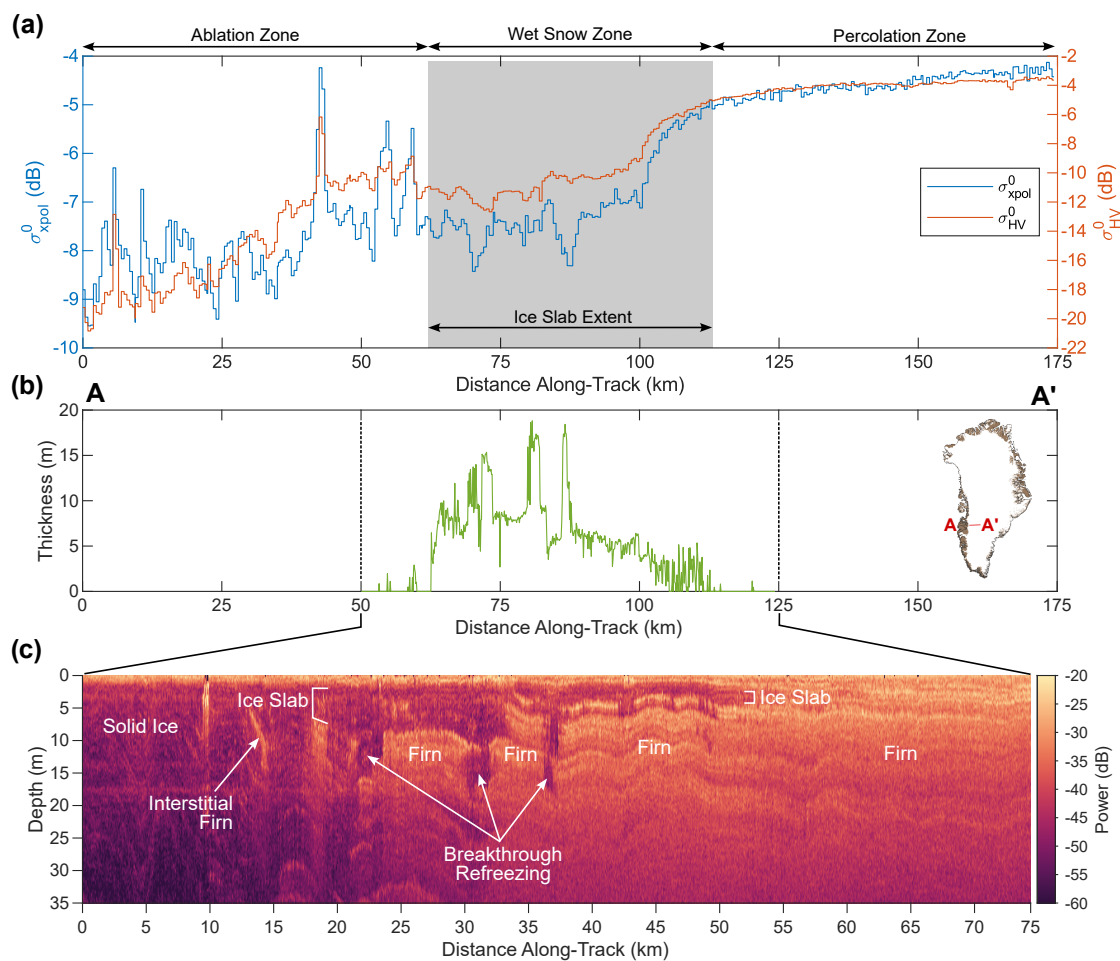 (a)
Ablation Zone
Wet Snow Zone
Percolation Zone
-4
-5
-6
-7
-8
-9
-10
σ⁰xpol (dB)
-2
-4
-6
-8
-10
-12
-14
-16
-18
-20
-22
σ⁰HV (dB)
σ⁰xpol
σ⁰HV
Ice Slab Extent
0 25 50 75 100 125 150 175
Distance Along-Track (km)
(b)
A
A'
20
15
10
5
0
Thickness (m)
A A'
0 25 50 75 100 125 150 175
Distance Along-Track (km)
(c)
0
5
10
15
20
25
30
35
Depth (m)
Ice Slab
Ice Slab
Solid Ice
Firn
Firn
Firn
Firn
Interstitial
Firn
Breakthrough
Refreezing
-20
-25
-30
-35
-40
-45
-50
-55
-60
Power (dB)
0 5 10 15 20 25 30 35 40 45 50 55 60 65 70 75
Distance Along-Track (km)